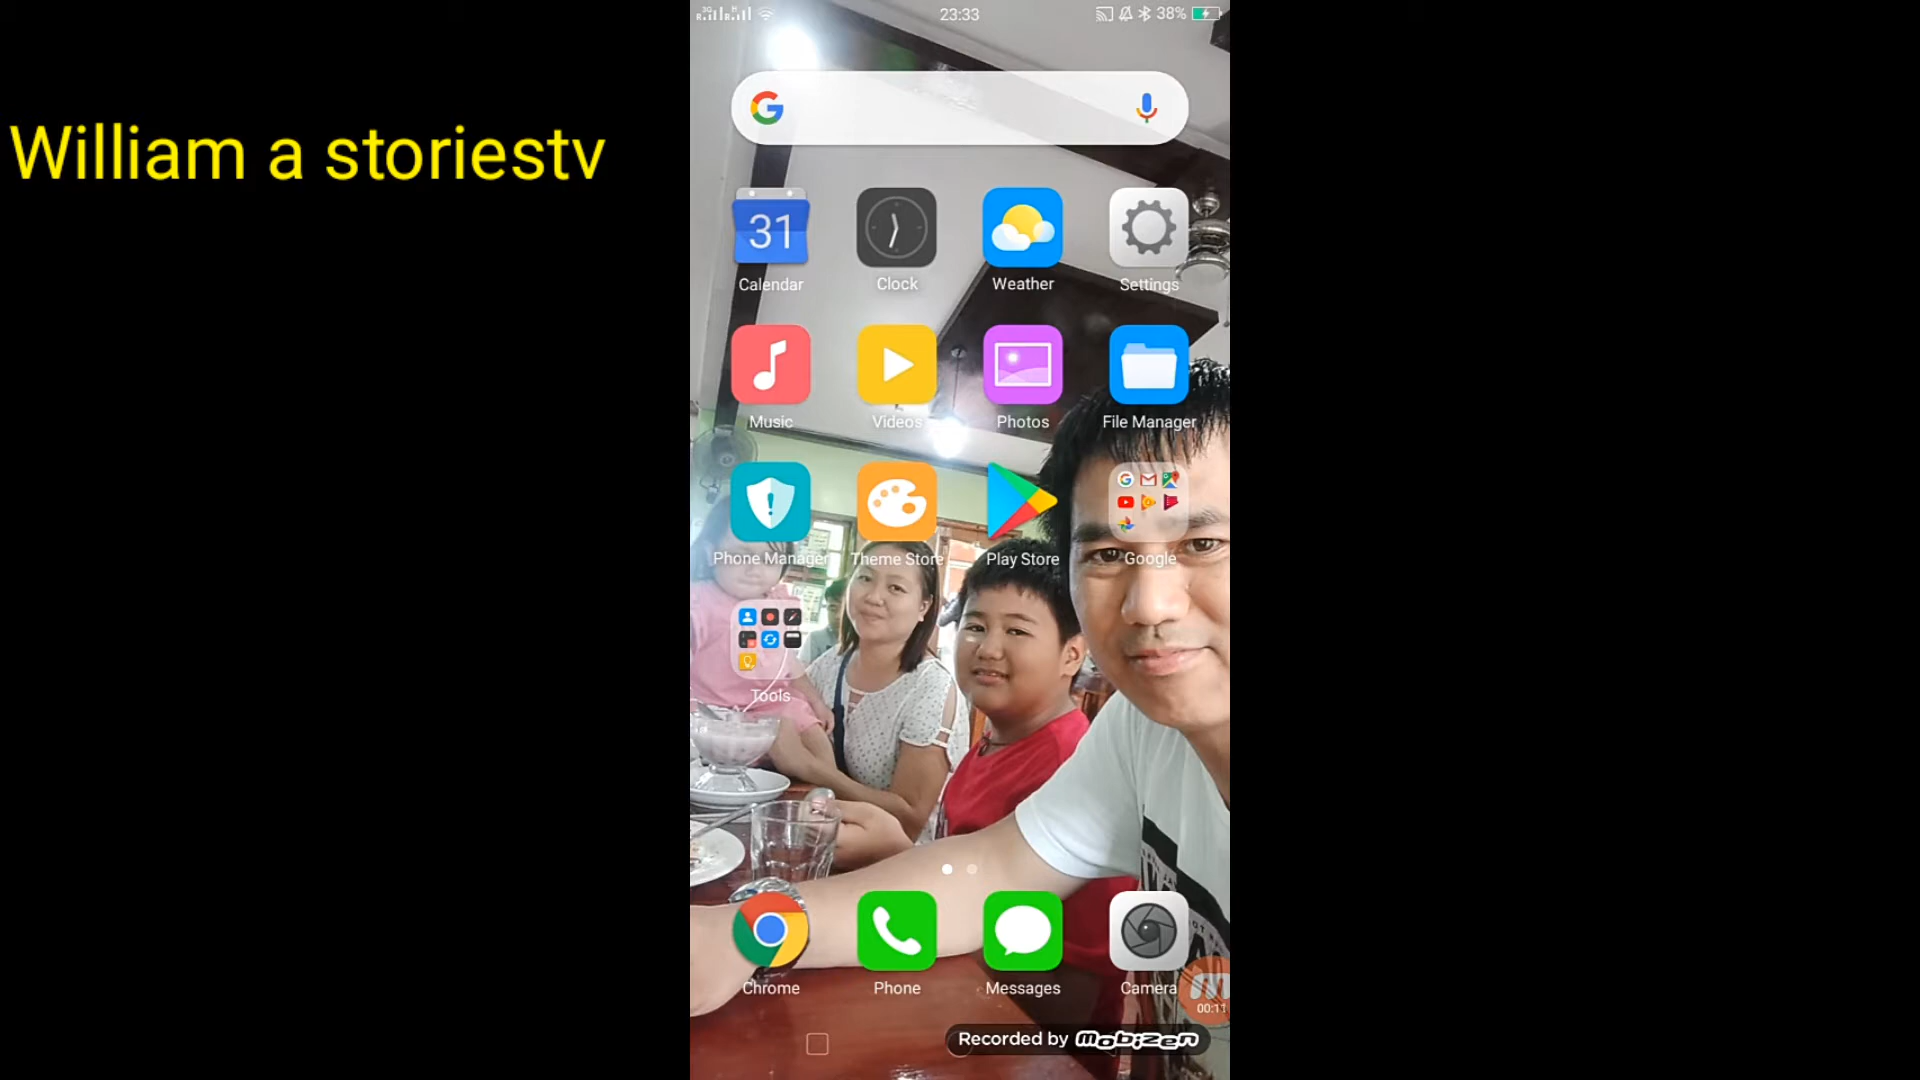 3G H 23:33 38%
William a storiestv
31
Calendar Clock Weather Settings
Music Videos Photos File Manager
Phone Manager Theme Store Play Store Google
Tools
Chrome Phone Messages Camera
00:11
Recorded by mobizen